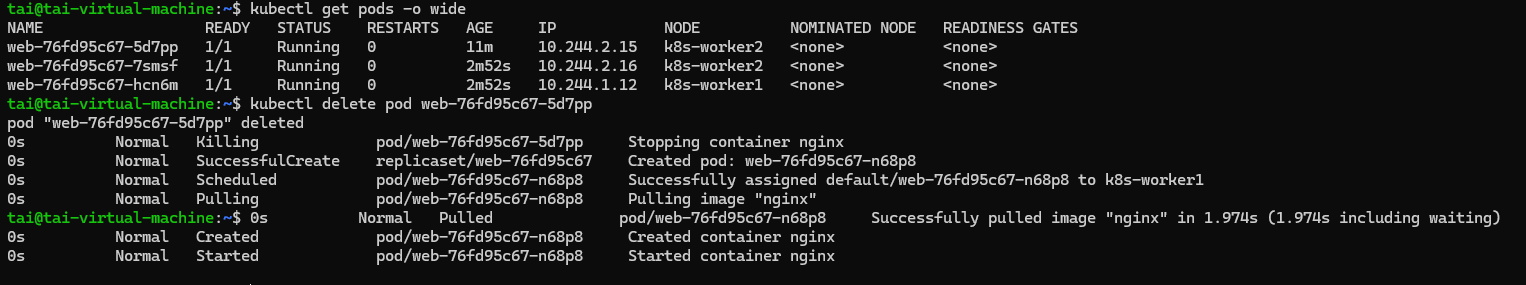 tai@tai-virtual-machine:~$ kubectl get pods -o wide
NAME                  READY   STATUS    RESTARTS   AGE     IP            NODE          NOMINATED NODE   READINESS GATES
web-76fd95c67-5d7pp   1/1     Running   0          11m     10.244.2.15   k8s-worker2   <none>           <none>
web-76fd95c67-7smsf   1/1     Running   0          2m52s   10.244.2.16   k8s-worker2   <none>           <none>
web-76fd95c67-hcn6m   1/1     Running   0          2m52s   10.244.1.12   k8s-worker1   <none>           <none>
tai@tai-virtual-machine:~$ kubectl delete pod web-76fd95c67-5d7pp
pod "web-76fd95c67-5d7pp" deleted
0s          Normal   Killing             pod/web-76fd95c67-5d7pp     Stopping container nginx
0s          Normal   SuccessfulCreate    replicaset/web-76fd95c67    Created pod: web-76fd95c67-n68p8
0s          Normal   Scheduled           pod/web-76fd95c67-n68p8     Successfully assigned default/web-76fd95c67-n68p8 to k8s-worker1
0s          Normal   Pulling             pod/web-76fd95c67-n68p8     Pulling image "nginx"
tai@tai-virtual-machine:~$ 0s          Normal   Pulled              pod/web-76fd95c67-n68p8     Successfully pulled image "nginx" in 1.974s (1.974s including waiting)
0s          Normal   Created             pod/web-76fd95c67-n68p8     Created container nginx
0s          Normal   Started             pod/web-76fd95c67-n68p8     Started container nginx